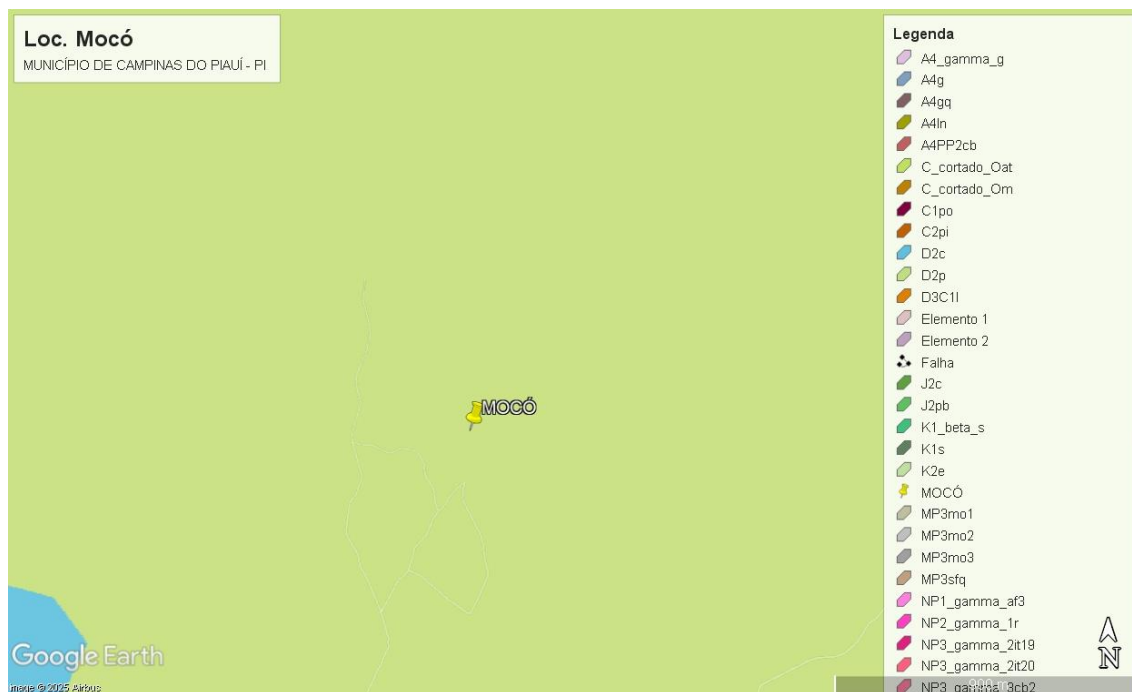 Loc. Mocó
MUNICÍPIO DE CAMPINAS DO PIAUÍ - PI
Legenda
A4_gamma_g
A4g
A4gq
A4ln
A4PP2cb
C_cortado_Oat
C_cortado_Om
C1po
C2pi
D2c
D2p
D3C1l
Elemento 1
Elemento 2
Falha
J2c
J2pb
K1_beta_s
K1s
K2e
MOCÓ
MP3mo1
MP3mo2
MP3mo3
MP3sfq
NP1_gamma_af3
NP2_gamma_1r
NP3_gamma_2it19
NP3_gamma_2it20
NP3_gamma_3cb2
MOCÓ
Google Earth
Image © 2025 Airbus
N
900 m